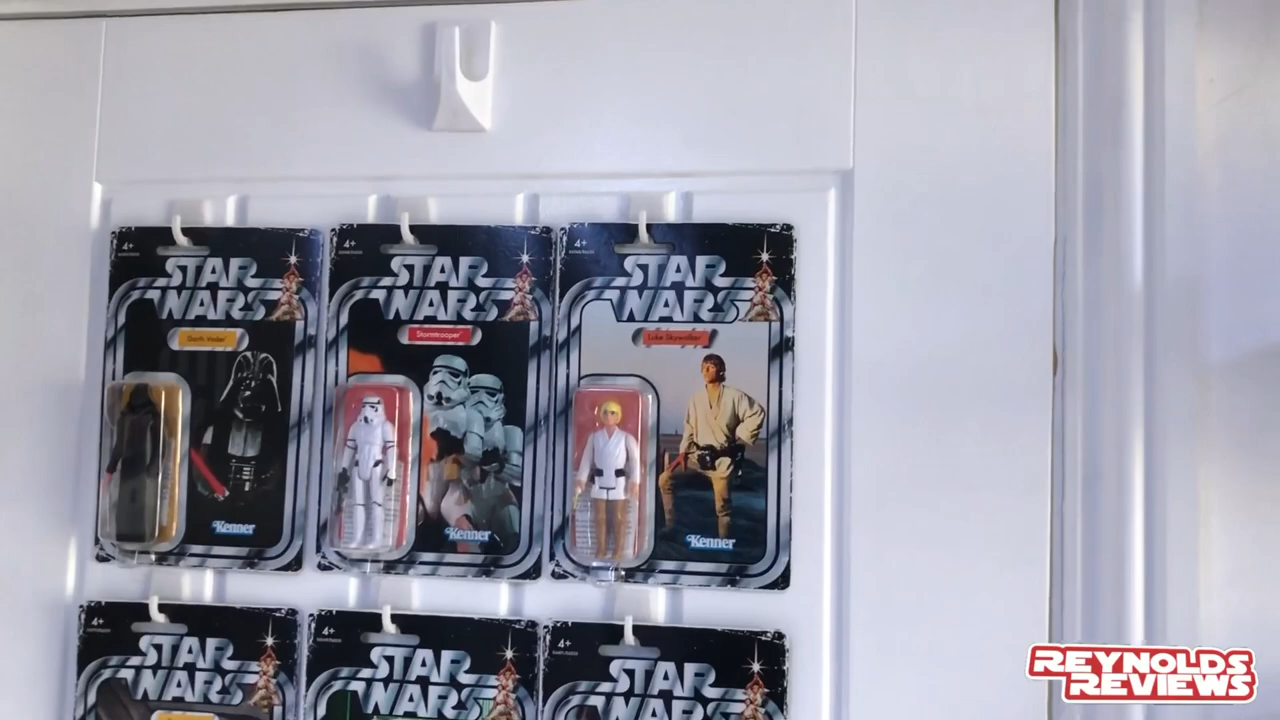 4+
STAR
WARS
Darth Vader
Kenner
4+
STAR
WARS
Stormtrooper
Kenner
4+
STAR
WARS
Luke Skywalker
Kenner
4+
STAR
WARS
4+
STAR
WARS
4+
STAR
WARS
REYNOLDS
REVIEWS